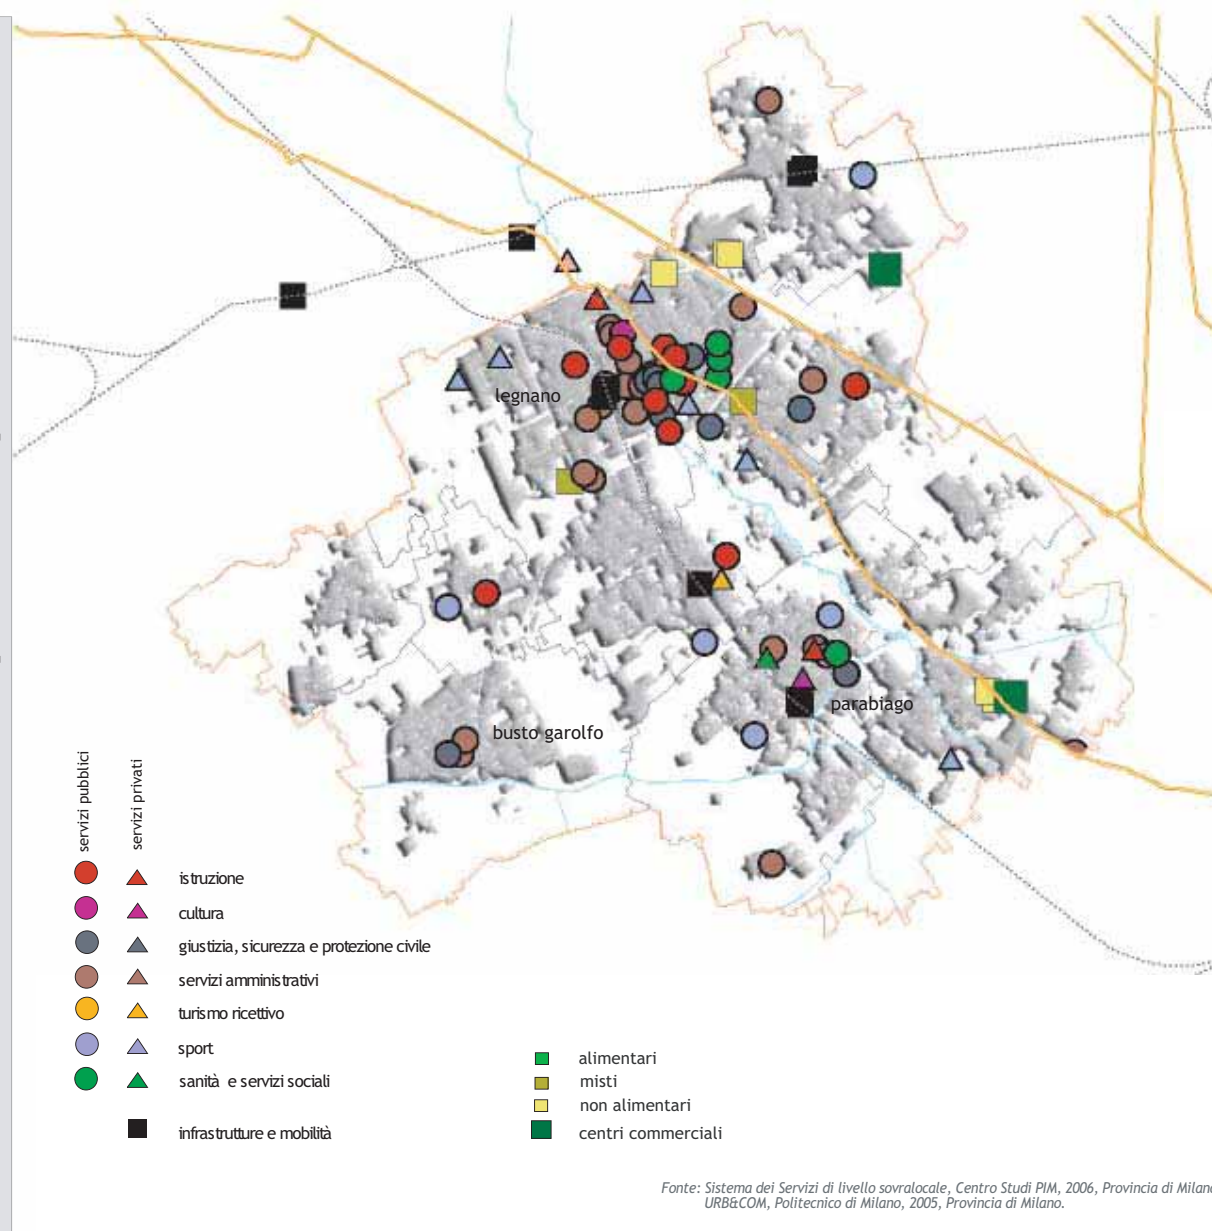 legnano
busto garolfo
parabiago
servizi pubblici
servizi privati
istruzione
cultura
giustizia, sicurezza e protezione civile
servizi amministrativi
turismo ricettivo
sport
sanità e servizi sociali
infrastrutture e mobilità
alimentari
misti
non alimentari
centri commerciali
Fonte: Sistema dei Servizi di livello sovralocale, Centro Studi PIM, 2006, Provincia di Milano
URB&COM, Politecnico di Milano, 2005, Provincia di Milano.